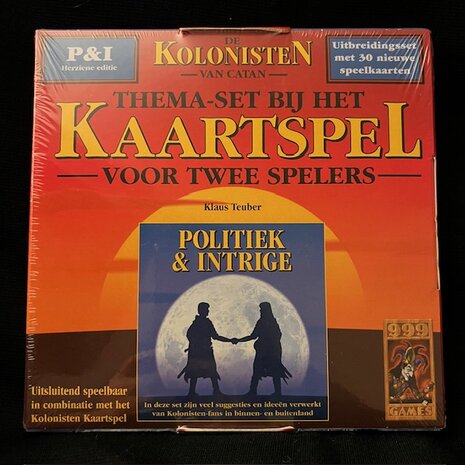 P&I
Herziene editie
DE
KOLONISTEN
VAN CATAN
Uitbreidingsset
met 30 nieuwe
speelkaarten
THEMA-SET BIJ HET
KAARTSPEL
VOOR TWEE SPELERS
Klaus Teuber
POLITIEK
& INTRIGE
In deze set zijn veel suggesties en ideeën verwerkt
van Kolonisten-fans in binnen- en buitenland
Uitsluitend speelbaar
in combinatie met het
Kolonisten Kaartspel
999
GAMES